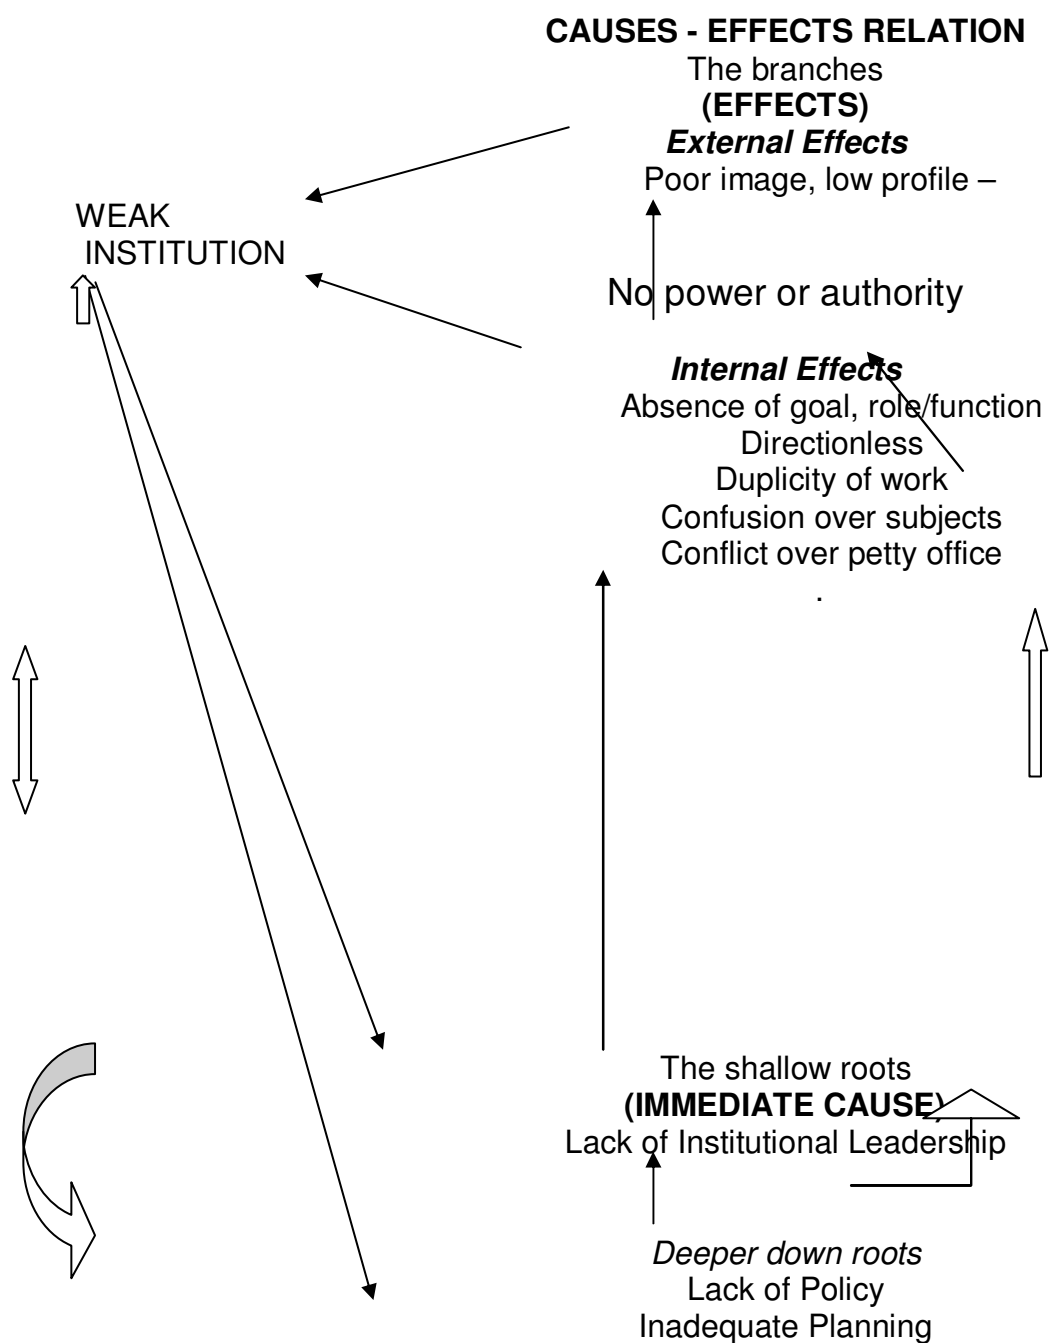 CAUSES - EFFECTS RELATION
The branches
(EFFECTS)
External Effects
Poor image, low profile –
WEAK
INSTITUTION
No power or authority
Internal Effects
Absence of goal, role/function
Directionless
Duplicity of work
Confusion over subjects
Conflict over petty office
.
The shallow roots
(IMMEDIATE CAUSE)
Lack of Institutional Leadership
Deeper down roots
Lack of Policy
Inadequate Planning